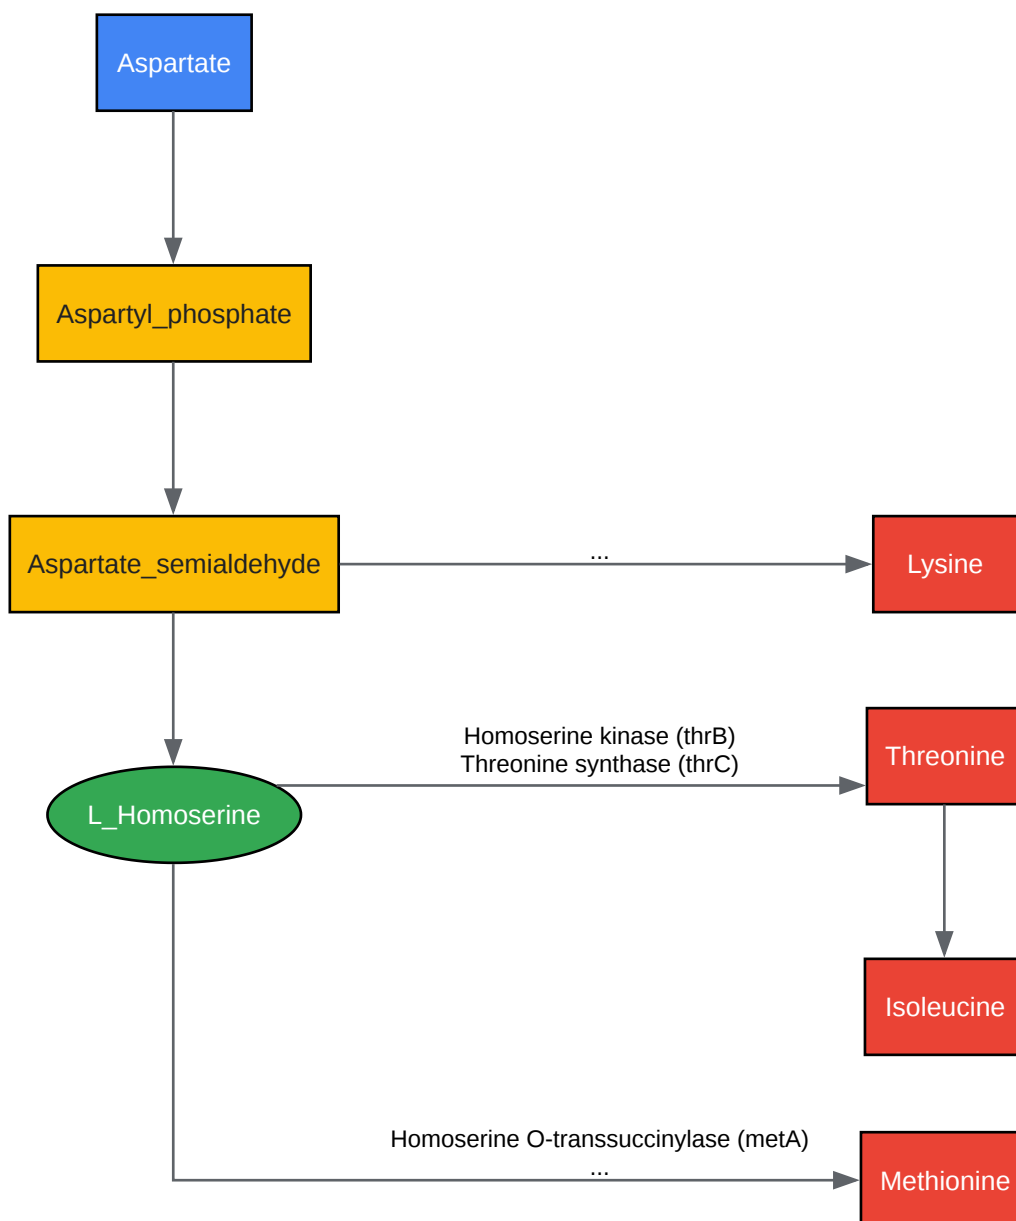 Aspartate
Aspartyl_phosphate
Aspartate_semialdehyde
...
Lysine
Homoserine kinase (thrB)
Threonine synthase (thrC)
Threonine
L_Homoserine
Isoleucine
Homoserine O-transsuccinylase (metA)
...
Methionine